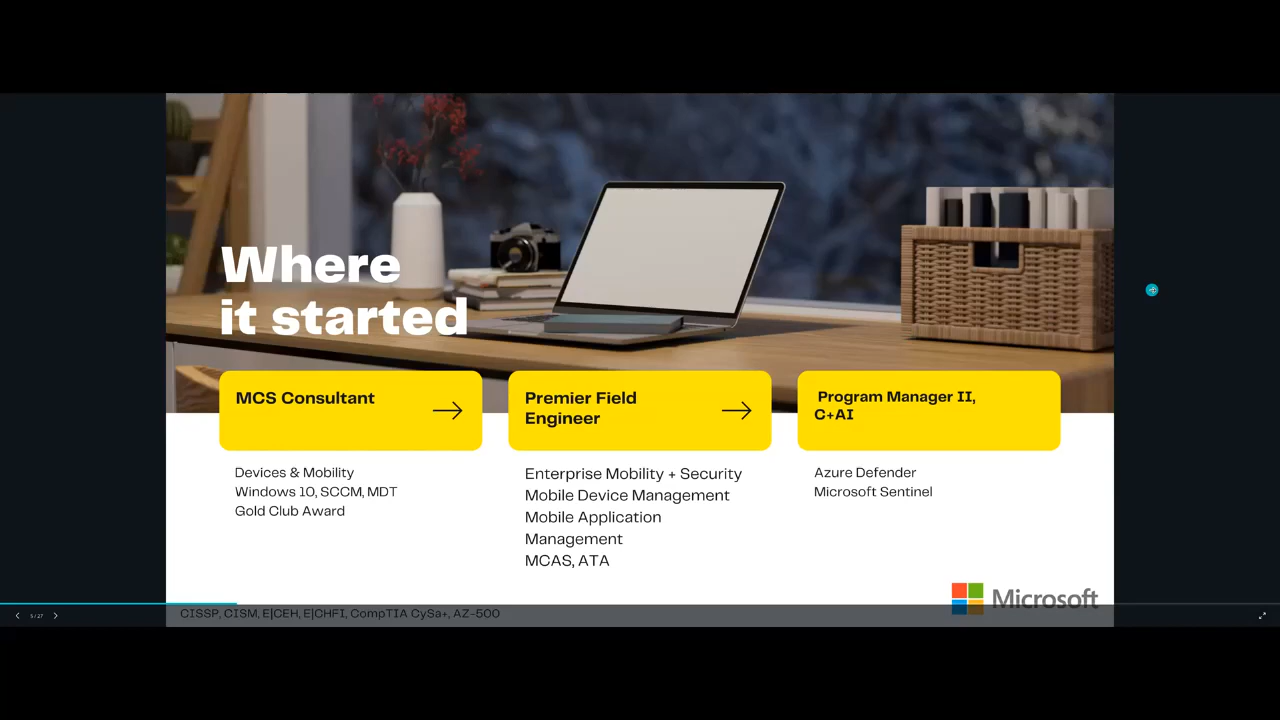 Where
it started
MCS Consultant
Devices & Mobility
Windows 10, SCCM, MDT
Gold Club Award
Premier Field
Engineer
Enterprise Mobility + Security
Mobile Device Management
Mobile Application
Management
MCAS, ATA
Program Manager II,
C+AI
Azure Defender
Microsoft Sentinel
Microsoft
CISSP, CISM, E|CEH, E|CHFI, CompTIA CySa+, AZ-500
5 / 27